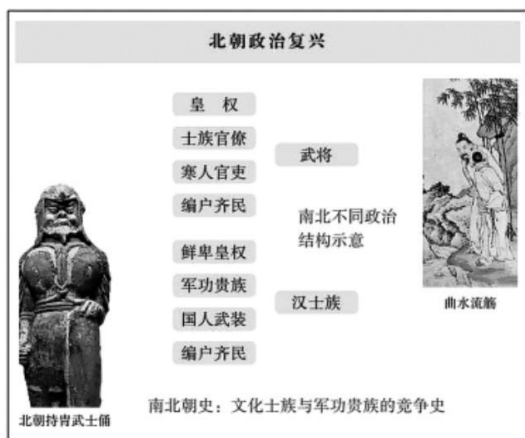 北朝政治复兴
皇 权
士族官僚
寒人官吏
编户齐民
武将
南北不同政治
结构示意
鲜卑皇权
军功贵族
国人武装
编户齐民
汉士族
曲水流觞
北朝持胄武士俑
南北朝史：文化士族与军功贵族的竞争史